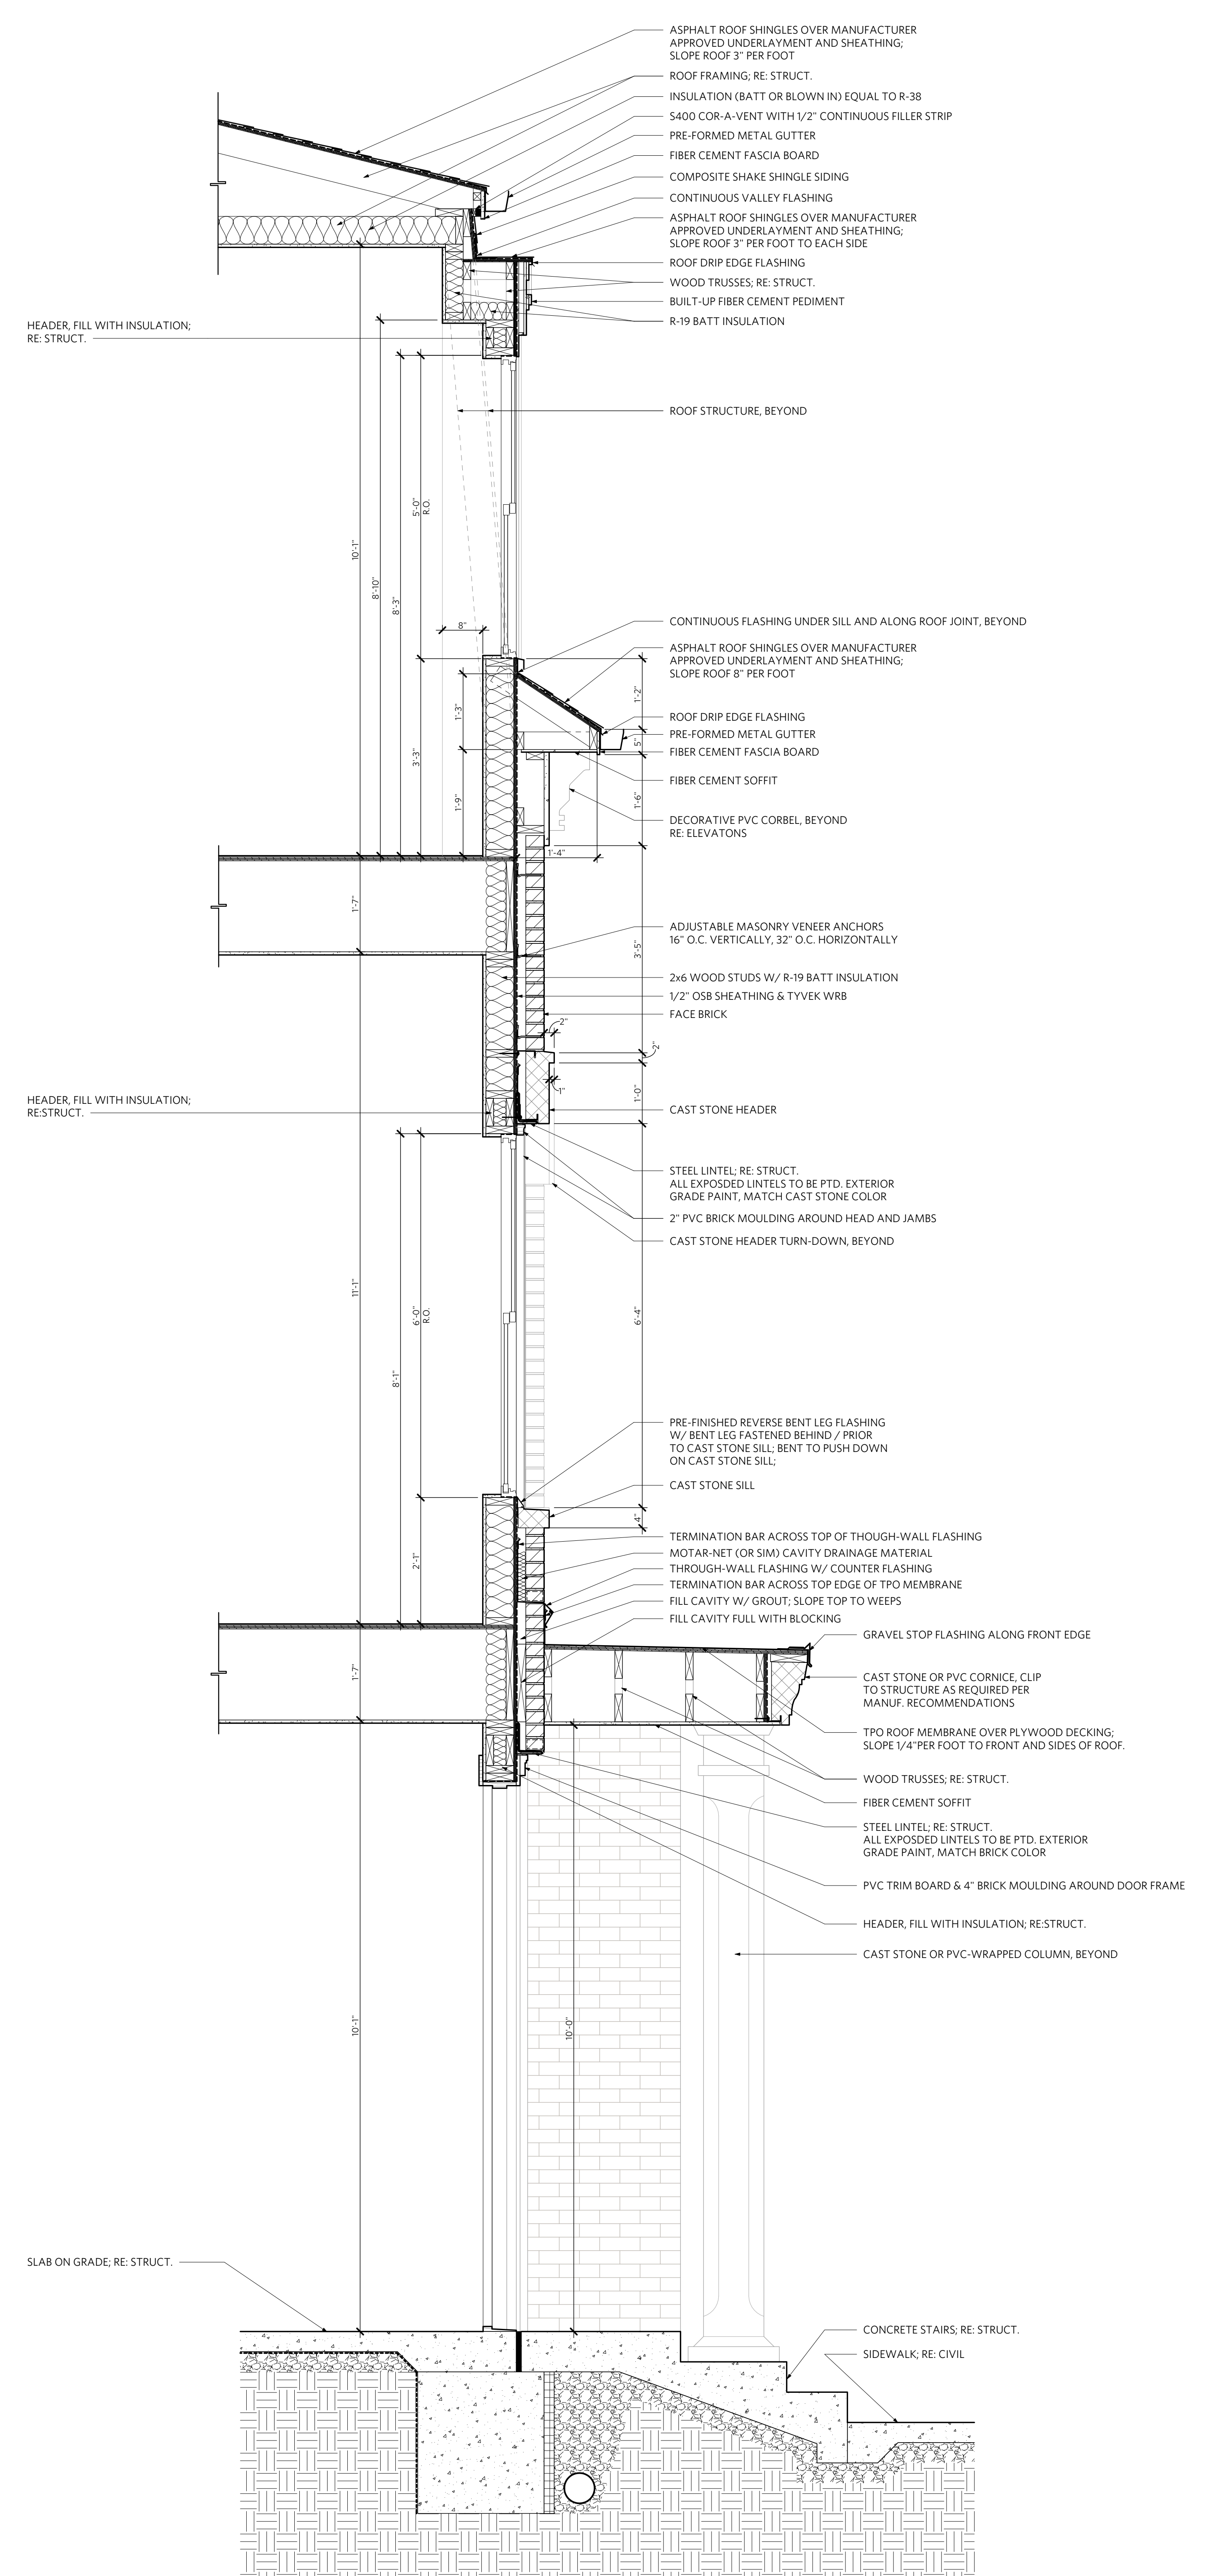 ASPHALT ROOF SHINGLES OVER MANUFACTURER
APPROVED UNDERLAYMENT AND SHEATHING;
SLOPE ROOF 3" PER FOOT
ROOF FRAMING; RE: STRUCT.
INSULATION (BATT OR BLOWN IN) EQUAL TO R-38
S400 COR-A-VENT WITH 1/2" CONTINUOUS FILLER STRIP
PRE-FORMED METAL GUTTER
FIBER CEMENT FASCIA BOARD
COMPOSITE SHAKE SHINGLE SIDING
CONTINUOUS VALLEY FLASHING
ASPHALT ROOF SHINGLES OVER MANUFACTURER
APPROVED UNDERLAYMENT AND SHEATHING;
SLOPE ROOF 3" PER FOOT TO EACH SIDE
ROOF DRIP EDGE FLASHING
WOOD TRUSSES; RE: STRUCT.
BUILT-UP FIBER CEMENT PEDIMENT
R-19 BATT INSULATION
HEADER, FILL WITH INSULATION;
RE: STRUCT.
ROOF STRUCTURE, BEYOND
5'-0"
R.O.
10'-1"
8'-10"
8'-3"
8"
CONTINUOUS FLASHING UNDER SILL AND ALONG ROOF JOINT, BEYOND
ASPHALT ROOF SHINGLES OVER MANUFACTURER
APPROVED UNDERLAYMENT AND SHEATHING;
SLOPE ROOF 8" PER FOOT
1'-2"
1'-3"
ROOF DRIP EDGE FLASHING
PRE-FORMED METAL GUTTER
5"
FIBER CEMENT FASCIA BOARD
3'-3"
FIBER CEMENT SOFFIT
1'-9"
1'-6"
DECORATIVE PVC CORBEL, BEYOND
RE: ELEVATONS
1'-4"
1'-7"
ADJUSTABLE MASONRY VENEER ANCHORS
16" O.C. VERTICALLY, 32" O.C. HORIZONTALLY
3'-5"
2x6 WOOD STUDS W/ R-19 BATT INSULATION
1/2" OSB SHEATHING & TYVEK WRB
FACE BRICK
2"
2"
1"
1'-0"
HEADER, FILL WITH INSULATION;
RE:STRUCT.
CAST STONE HEADER
STEEL LINTEL; RE: STRUCT.
ALL EXPOSDED LINTELS TO BE PTD. EXTERIOR
GRADE PAINT, MATCH CAST STONE COLOR
2" PVC BRICK MOULDING AROUND HEAD AND JAMBS
CAST STONE HEADER TURN-DOWN, BEYOND
11'-1"
6'-0"
R.O.
6'-4"
8'-1"
PRE-FINISHED REVERSE BENT LEG FLASHING
W/ BENT LEG FASTENED BEHIND / PRIOR
TO CAST STONE SILL; BENT TO PUSH DOWN
ON CAST STONE SILL;
CAST STONE SILL
4"
TERMINATION BAR ACROSS TOP OF THOUGH-WALL FLASHING
MOTAR-NET (OR SIM) CAVITY DRAINAGE MATERIAL
2'-1"
THROUGH-WALL FLASHING W/ COUNTER FLASHING
TERMINATION BAR ACROSS TOP EDGE OF TPO MEMBRANE
FILL CAVITY W/ GROUT; SLOPE TOP TO WEEPS
FILL CAVITY FULL WITH BLOCKING
GRAVEL STOP FLASHING ALONG FRONT EDGE
1'-7"
CAST STONE OR PVC CORNICE, CLIP
TO STRUCTURE AS REQUIRED PER
MANUF. RECOMMENDATIONS
TPO ROOF MEMBRANE OVER PLYWOOD DECKING;
SLOPE 1/4"PER FOOT TO FRONT AND SIDES OF ROOF.
WOOD TRUSSES; RE: STRUCT.
FIBER CEMENT SOFFIT
STEEL LINTEL; RE: STRUCT.
ALL EXPOSDED LINTELS TO BE PTD. EXTERIOR
GRADE PAINT, MATCH BRICK COLOR
PVC TRIM BOARD & 4" BRICK MOULDING AROUND DOOR FRAME
HEADER, FILL WITH INSULATION; RE:STRUCT.
CAST STONE OR PVC-WRAPPED COLUMN, BEYOND
10'-1"
10'-0"
SLAB ON GRADE; RE: STRUCT.
CONCRETE STAIRS; RE: STRUCT.
SIDEWALK; RE: CIVIL